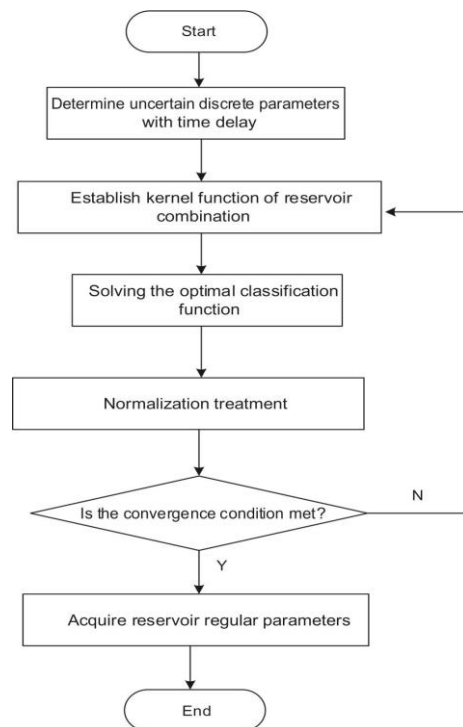 Start
Determine uncertain discrete parameters
with time delay
Establish kernel function of reservoir
combination
Solving the optimal classification
function
Normalization treatment
Is the convergence condition met?
N
Y
Acquire reservoir regular parameters
End